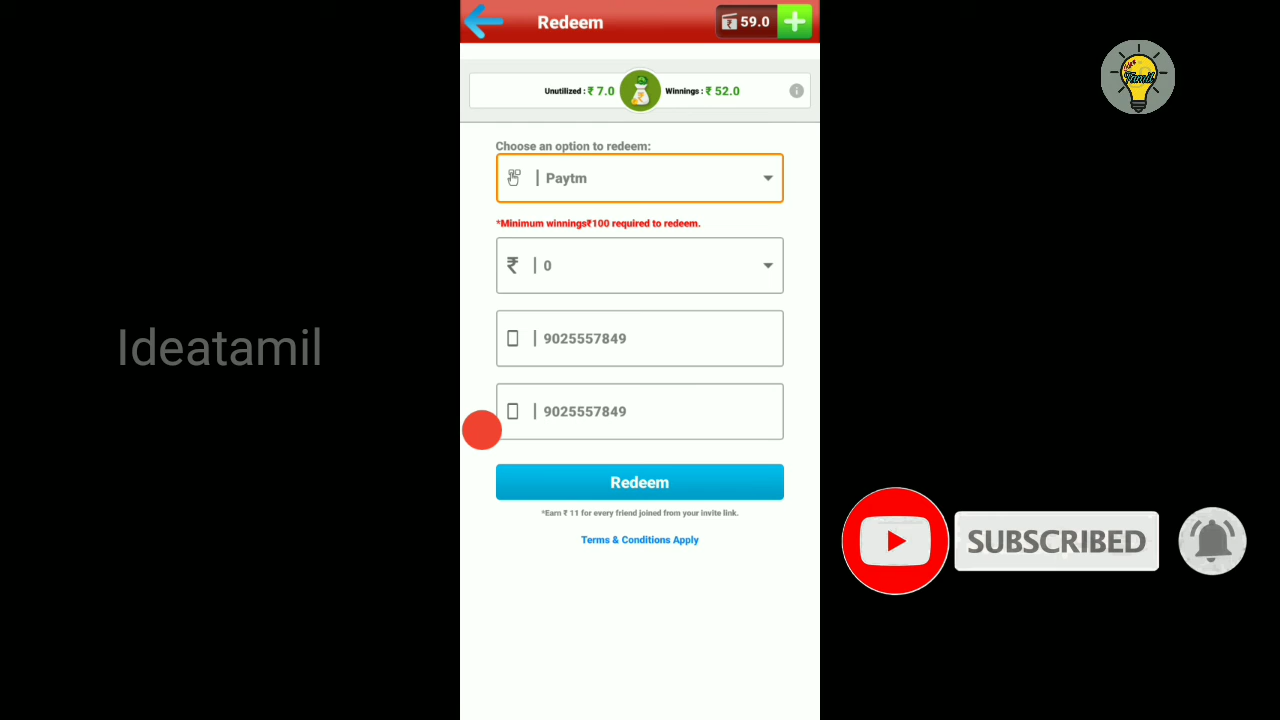 Redeem
59.0
Unutilized : ₹ 7.0
Winnings : ₹ 52.0
Choose an option to redeem:
Paytm
*Minimum winnings₹100 required to redeem.
₹ | 0
9025557849
9025557849
Redeem
*Earn ₹ 11 for every friend joined from your invite link.
Terms & Conditions Apply
Ideatamil
Tamil
SUBSCRIBED